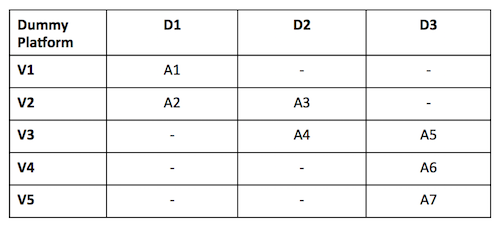 Dummy Platform D1 D2 D3
V1 A1 - -
V2 A2 A3 -
V3 - A4 A5
V4 - - A6
V5 - - A7